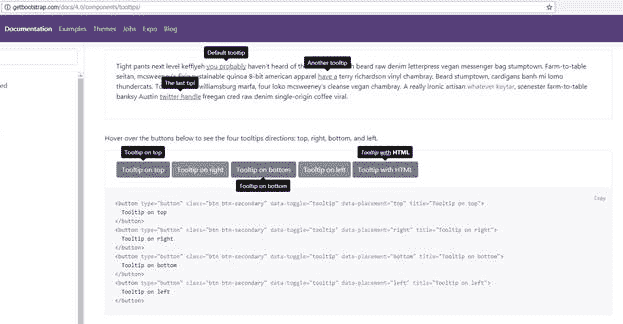 getbootstrap.com/docs/4.0/components/tooltips/
Documentation Examples Themes Jobs Expo Blog
Default tooltip
Another tooltip
Tight pants next level keffiyeh you probably haven't heard of beard raw denim letterpress vegan messenger bag stumptown. Farm-to-table
seitan, mcsweeney's sustainable quinoa 8-bit american apparel have a terry richardson vinyl chambray. Beard stumptown, cardigans banh mi lomo
The last tip!
thundercats. williamsburg marfa, four loko mcsweeney's cleanse vegan chambray. A really ironic artisan whatever keytar, scenester farm-to-table
banksy Austin twitter handle freegan cred raw denim single-origin coffee viral.
Hover over the buttons below to see the four tooltips directions: top, right, bottom, and left.
Tooltip on top Tooltip with HTML
Tooltip on top Tooltip on right Tooltip on bottom Tooltip on left Tooltip with HTML
Tooltip on bottom
Copy
<button type="button" class="btn btn-secondary" data-toggle="tooltip" data-placement="top" title="Tooltip on top">
Tooltip on top
</button>
<button type="button" class="btn btn-secondary" data-toggle="tooltip" data-placement="right" title="Tooltip on right">
Tooltip on right
</button>
<button type="button" class="btn btn-secondary" data-toggle="tooltip" data-placement="bottom" title="Tooltip on bottom">
Tooltip on bottom
</button>
<button type="button" class="btn btn-secondary" data-toggle="tooltip" data-placement="left" title="Tooltip on left">
Tooltip on left
</button>